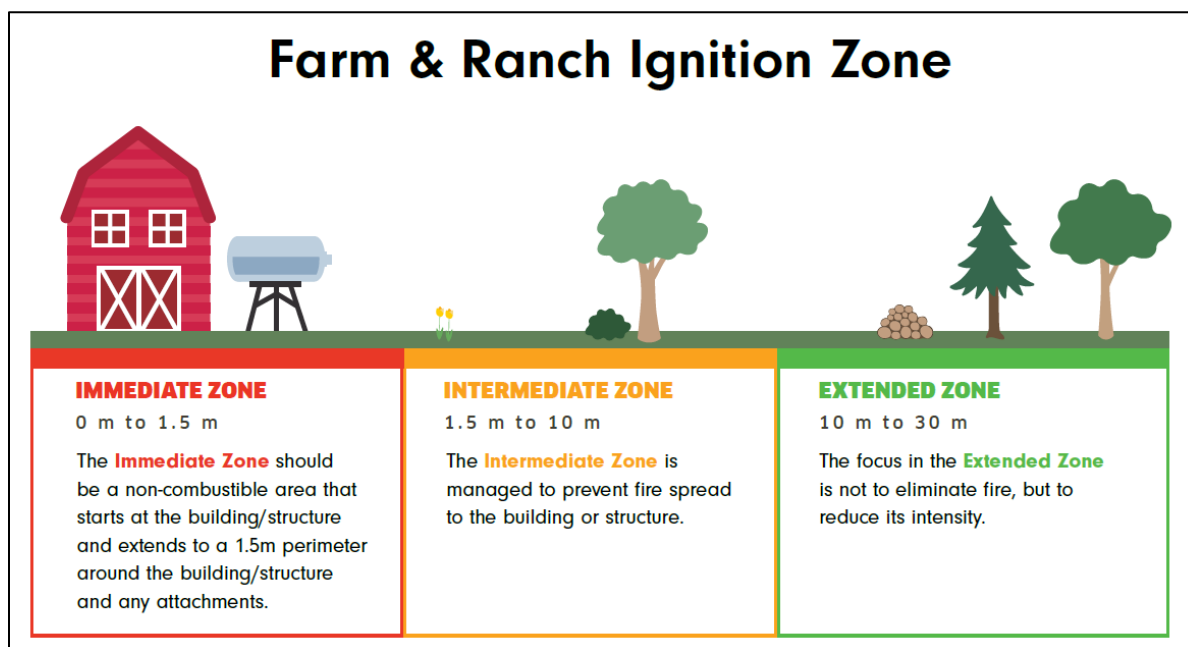 Farm & Ranch Ignition Zone
IMMEDIATE ZONE
0 m to 1.5 m
The Immediate Zone should
be a non-combustible area that
starts at the building/structure
and extends to a 1.5m perimeter
around the building/structure
and any attachments.
INTERMEDIATE ZONE
1.5 m to 10 m
The Intermediate Zone is
managed to prevent fire spread
to the building or structure.
EXTENDED ZONE
10 m to 30 m
The focus in the Extended Zone
is not to eliminate fire, but to
reduce its intensity.